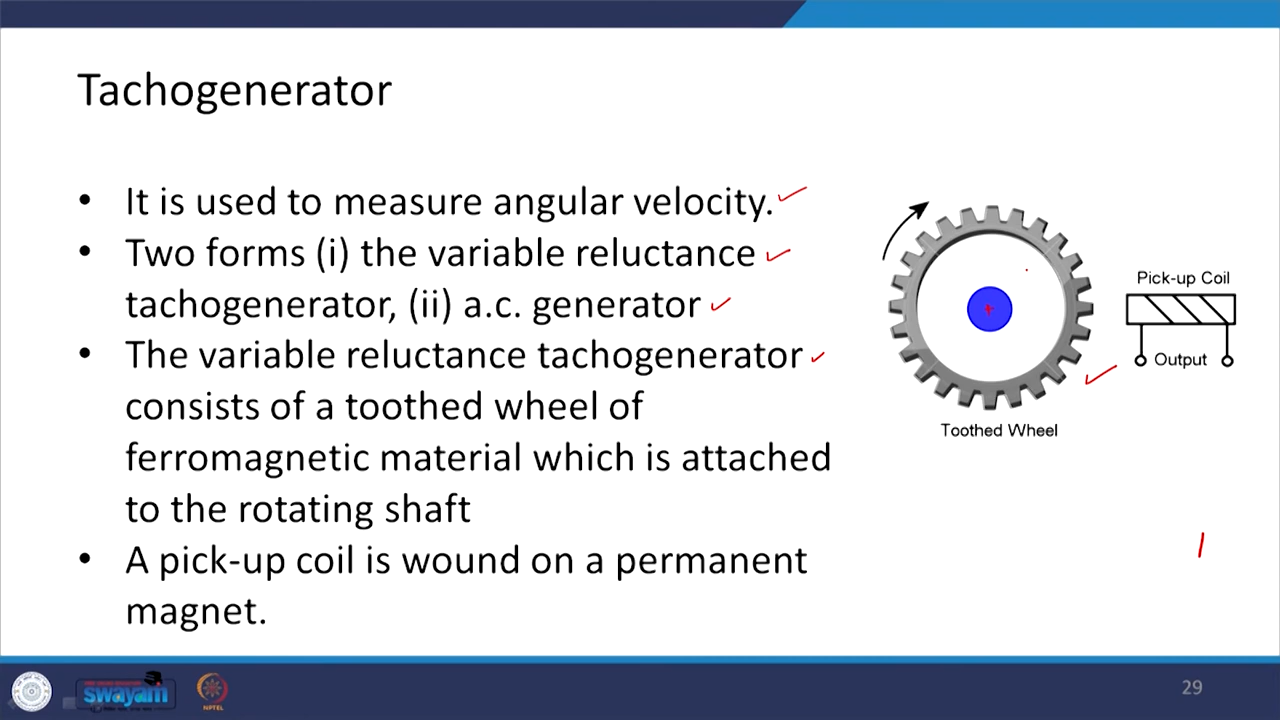 Tachogenerator
• It is used to measure angular velocity.
• Two forms (i) the variable reluctance
tachogenerator, (ii) a.c. generator
• The variable reluctance tachogenerator
consists of a toothed wheel of
ferromagnetic material which is attached
to the rotating shaft
• A pick-up coil is wound on a permanent
magnet.
Pick-up Coil
Output
Toothed Wheel
swayam
NPTEL
29